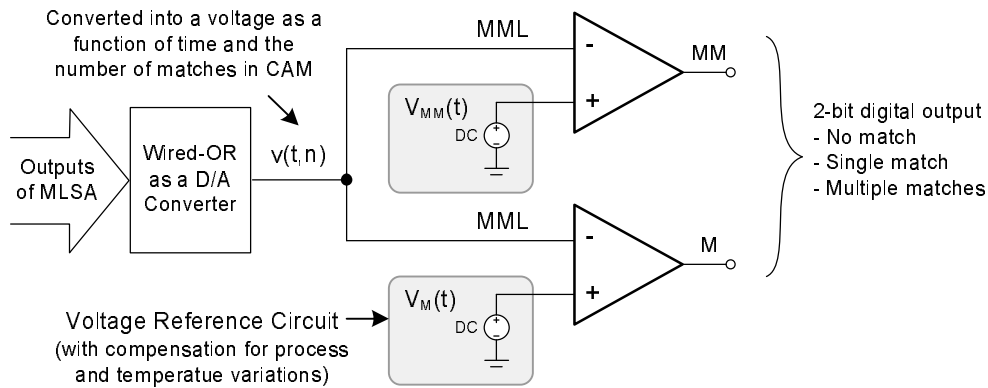 Converted into a voltage as a
function of time and the
number of matches in CAM
MML
MM
VMM(t)
DC
Outputs
of MLSA
Wired-OR
as a D/A
Converter
v(t,n)
2-bit digital output
- No match
- Single match
- Multiple matches
MML
M
VM(t)
DC
Voltage Reference Circuit
(with compensation for process
and temperatue variations)